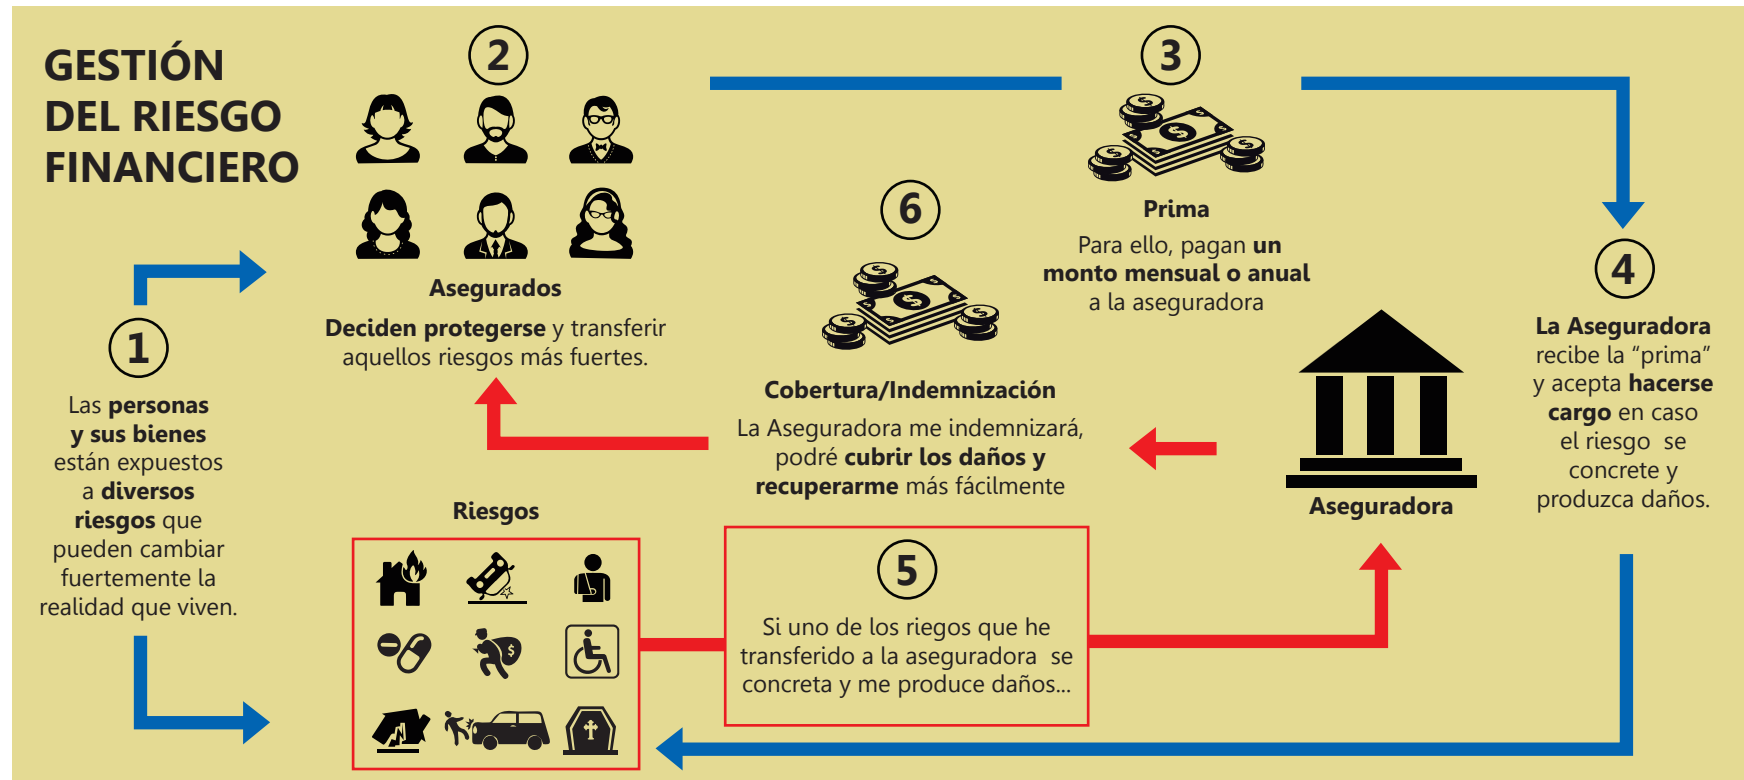 GESTIÓN
DEL RIESGO
FINANCIERO
1
Las personas
y sus bienes
están expuestos
a diversos
riesgos que
pueden cambiar
fuertemente la
realidad que viven.
2
Asegurados
Deciden protegerse y transferir
aquellos riesgos más fuertes.
3
Prima
Para ello, pagan un
monto mensual o anual
a la aseguradora
4
La Aseguradora
recibe la “prima”
y acepta hacerse
cargo en caso
el riesgo se
concrete y
produzca daños.
Aseguradora
Riesgos
5
Si uno de los riegos que he
transferido a la aseguradora se
concreta y me produce daños...
6
Cobertura/Indemnización
La Aseguradora me indemnizará,
podré cubrir los daños y
recuperarme más fácilmente